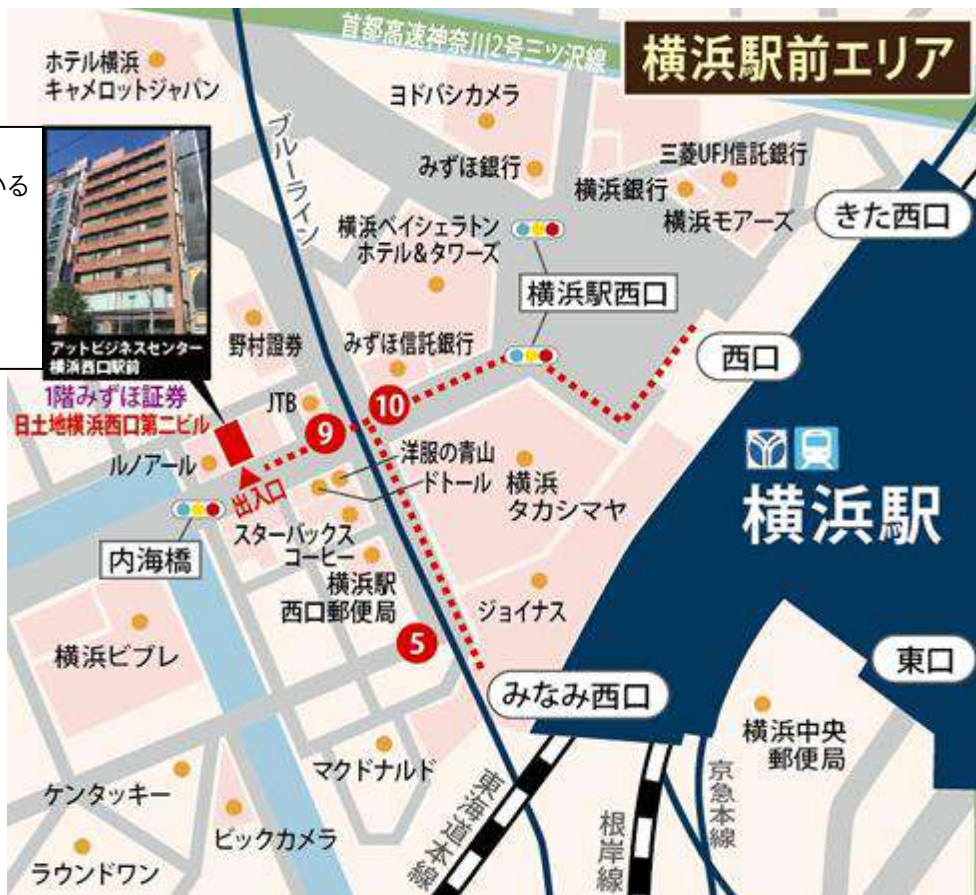 首都高速神奈川2号三ツ沢線
横浜駅前エリア
ホテル横浜
キャメロットジャパン
ヨドバシカメラ
みずほ銀行
三菱UFJ信託銀行
横浜銀行
横浜モアーズ
きた西口
ブルーライン
いる
横浜ベイシェラトン
ホテル&タワーズ
横浜駅西口
西口
アットビジネスセンター
横浜西口駅前
野村證券
みずほ信託銀行
1階みずほ証券
日土地横浜西口第二ビル
JTB
9
10
ルノアール
出入口
洋服の青山
ドトール
横浜
タカシマヤ
横浜駅
内海橋
スターバックス
コーヒー
横浜駅
西口郵便局
ジョイナス
5
横浜ビブレ
みなみ西口
東口
横浜中央
郵便局
マクドナルド
ケンタッキー
ビックカメラ
ラウンドワン
東海道本線
根岸線
京急本線